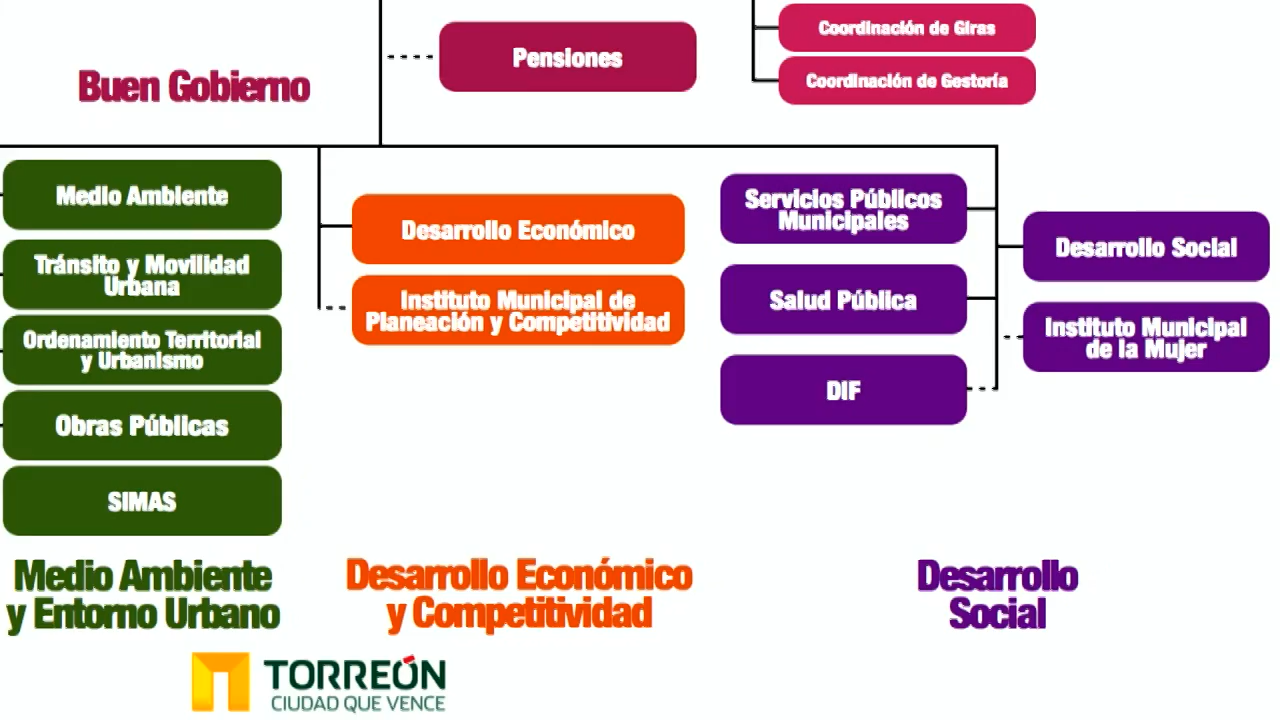 Coordinación de Giras
Pensiones
Coordinación de Gestoría
Buen Gobierno
Medio Ambiente
Tránsito y Movilidad
Urbana
Ordenamiento Territorial
y Urbanismo
Obras Públicas
SIMAS
Medio Ambiente
y Entorno Urbano
Desarrollo Económico
Instituto Municipal de
Planeación y Competitividad
Desarrollo Económico
y Competitividad
Servicios Públicos
Municipales
Salud Pública
DIF
Desarrollo Social
Instituto Municipal
de la Mujer
Desarrollo
Social
TORREÓN
CIUDAD QUE VENCE